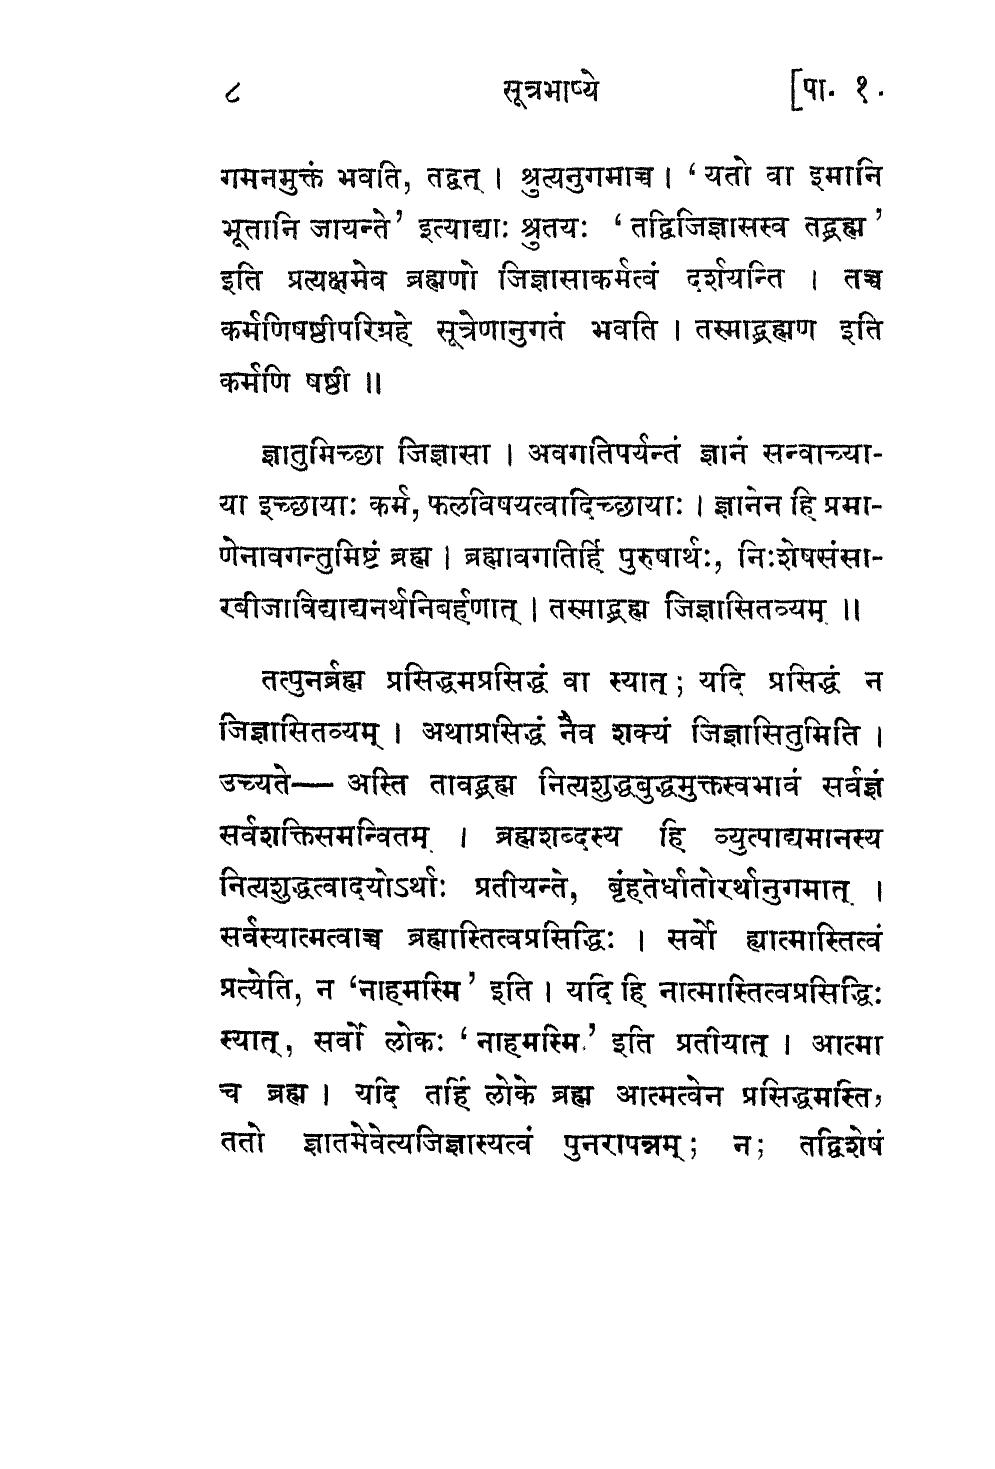 ८ सूत्रभाष्ये [पा. १.
गमनमुक्तं भवति, तद्वत् । श्रुत्यनुगमाच्च । ‘ यतो वा इमानि
भूतानि जायन्ते’ इत्याद्याः श्रुतयः ‘ तद्विजिज्ञासस्व तद्ब्रह्म ’
इति प्रत्यक्षमेव ब्रह्मणो जिज्ञासाकर्मत्वं दर्शयन्ति । तच्च
कर्मणिषष्ठीपरिग्रहे सूत्रेणानुगतं भवति । तस्माद्ब्रह्मण इति
कर्मणि षष्ठी ॥
ज्ञातुमिच्छा जिज्ञासा । अवगतिपर्यन्तं ज्ञानं सन्वाच्या-
या इच्छायाः कर्म, फलविषयत्वादिच्छायाः । ज्ञानेन हि प्रमा-
णेनावगन्तुमिष्टं ब्रह्म । ब्रह्मावगतिर्हि पुरुषार्थः, निःशेषसंसा-
रबीजाविद्याद्यनर्थनिबर्हणात् । तस्माद्ब्रह्म जिज्ञासितव्यम् ॥
तत्पुनर्ब्रह्म प्रसिद्धमप्रसिद्धं वा स्यात् ; यदि प्रसिद्धं न
जिज्ञासितव्यम् । अथाप्रसिद्धं नैव शक्यं जिज्ञासितुमिति ।
उच्यते— अस्ति तावद्ब्रह्म नित्यशुद्धबुद्धमुक्तस्वभावं सर्वज्ञं
सर्वशक्तिसमन्वितम् । ब्रह्मशब्दस्य हि व्युत्पाद्यमानस्य
नित्यशुद्धत्वादयोऽर्थाः प्रतीयन्ते, बृंहतेर्धातोरर्थानुगमात् ।
सर्वस्यात्मत्वाच्च ब्रह्मास्तित्वप्रसिद्धिः । सर्वो ह्यात्मास्तित्वं
प्रत्येति, न ‘नाहमस्मि’ इति । यदि हि नात्मास्तित्वप्रसिद्धिः
स्यात्, सर्वो लोकः ‘ नाहमस्मि ’ इति प्रतीयात् । आत्मा
च ब्रह्म । यदि तर्हि लोके ब्रह्म आत्मत्वेन प्रसिद्धमस्ति,
ततो ज्ञातमेवेत्यजिज्ञास्यत्वं पुनरापन्नम् ; न; तद्विशेषं